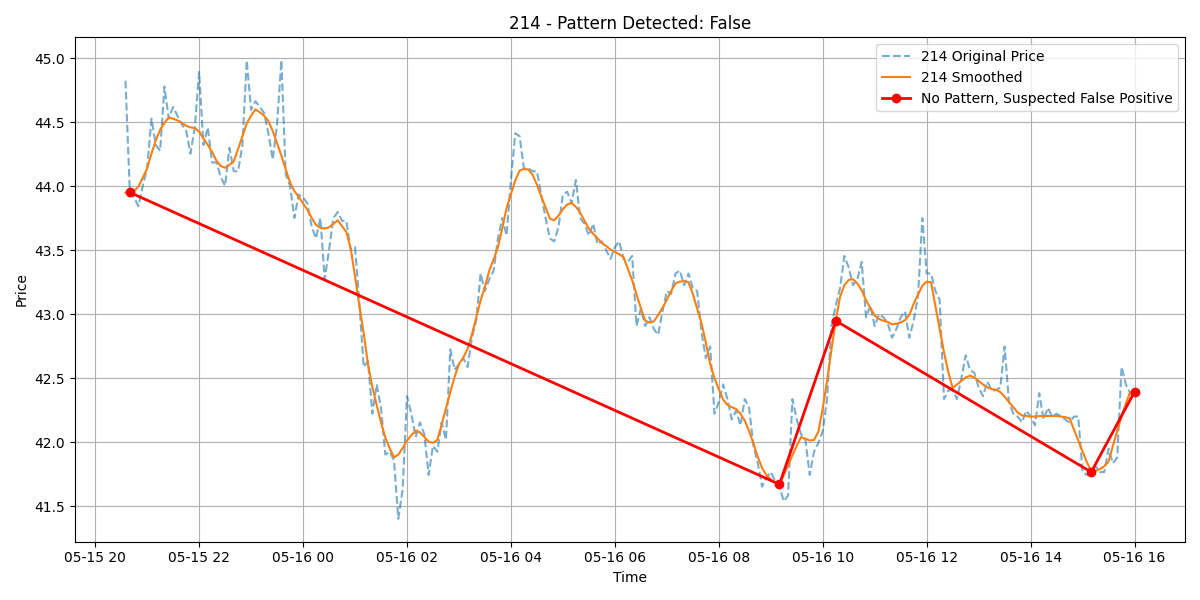 214 - Pattern Detected: False
214 Original Price
214 Smoothed
No Pattern, Suspected False Positive
Price
45.0
44.5
44.0
43.5
43.0
42.5
42.0
41.5
05-15 20 05-15 22 05-16 00 05-16 02 05-16 04 05-16 06 05-16 08 05-16 10 05-16 12 05-16 14 05-16 16
Time